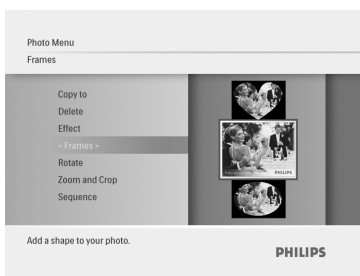 Photo Menu
Frames
Copy to
Delete
Effect
< Frames >
Rotate
Zoom and Crop
Sequence
PHILIPS
Add a shape to your photo.
PHILIPS